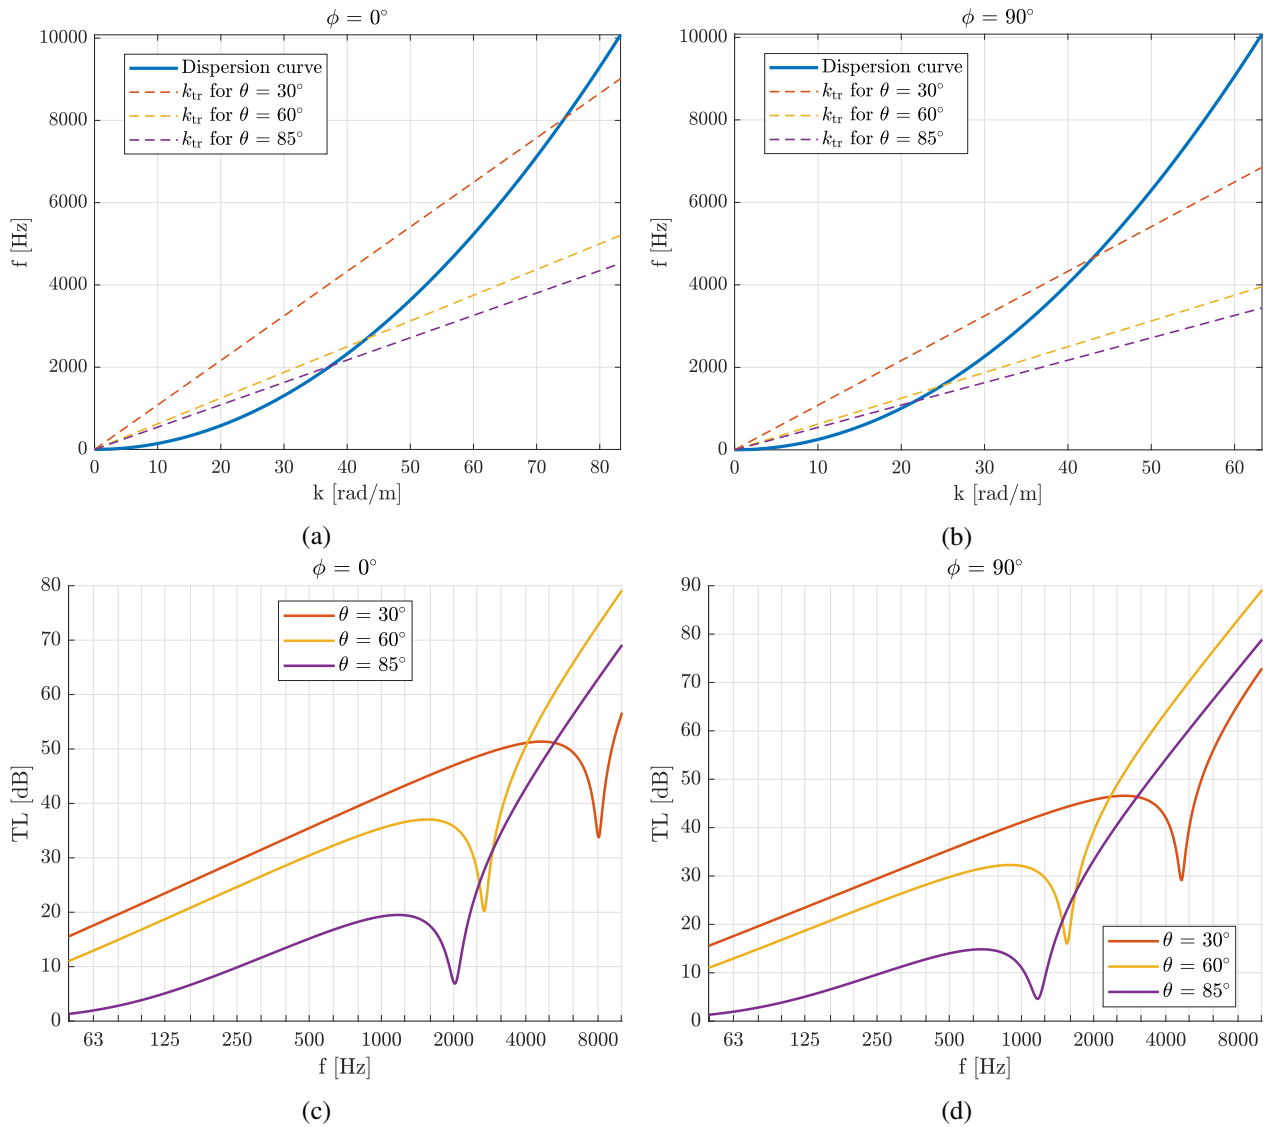 ϕ = 0°
10000
8000
6000
4000
2000
0
f [Hz]
Dispersion curve
k_tr for θ = 30°
k_tr for θ = 60°
k_tr for θ = 85°
0 10 20 30 40 50 60 70 80
k [rad/m]
(a)
ϕ = 90°
10000
8000
6000
4000
2000
0
f [Hz]
Dispersion curve
k_tr for θ = 30°
k_tr for θ = 60°
k_tr for θ = 85°
0 10 20 30 40 50 60
k [rad/m]
(b)
ϕ = 0°
80
70
60
50
40
30
20
10
0
TL [dB]
θ = 30°
θ = 60°
θ = 85°
63 125 250 500 1000 2000 4000 8000
f [Hz]
(c)
ϕ = 90°
90
80
70
60
50
40
30
20
10
0
TL [dB]
θ = 30°
θ = 60°
θ = 85°
63 125 250 500 1000 2000 4000 8000
f [Hz]
(d)